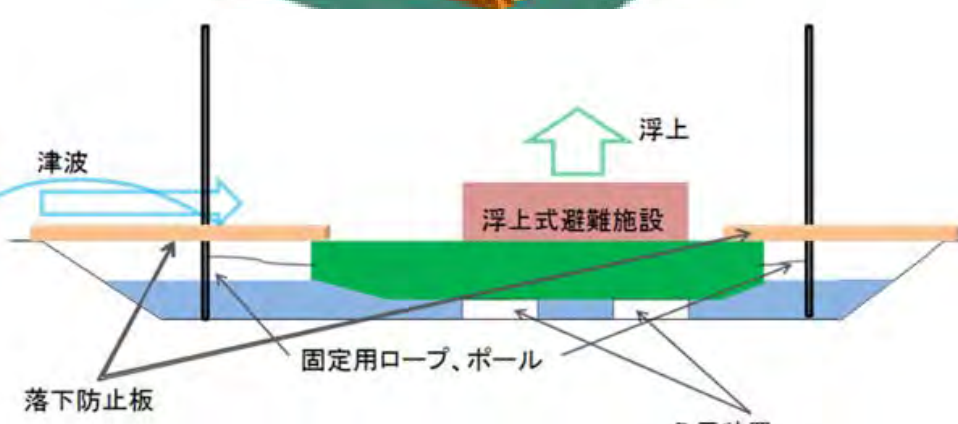 浮上
津波
浮上式避難施設
固定用ロープ、ポール
落下防止板